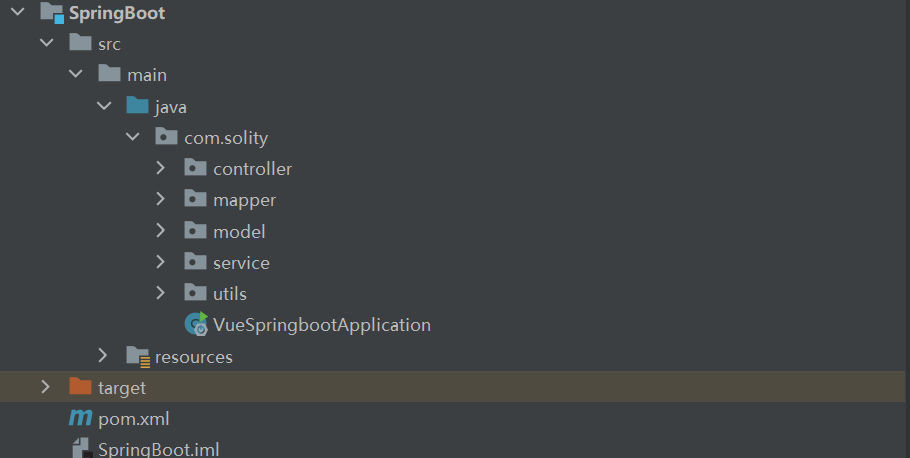 SpringBoot
src
main
java
com.solity
controller
mapper
model
service
utils
VueSpringbootApplication
resources
target
pom.xml
SpringBoot.iml